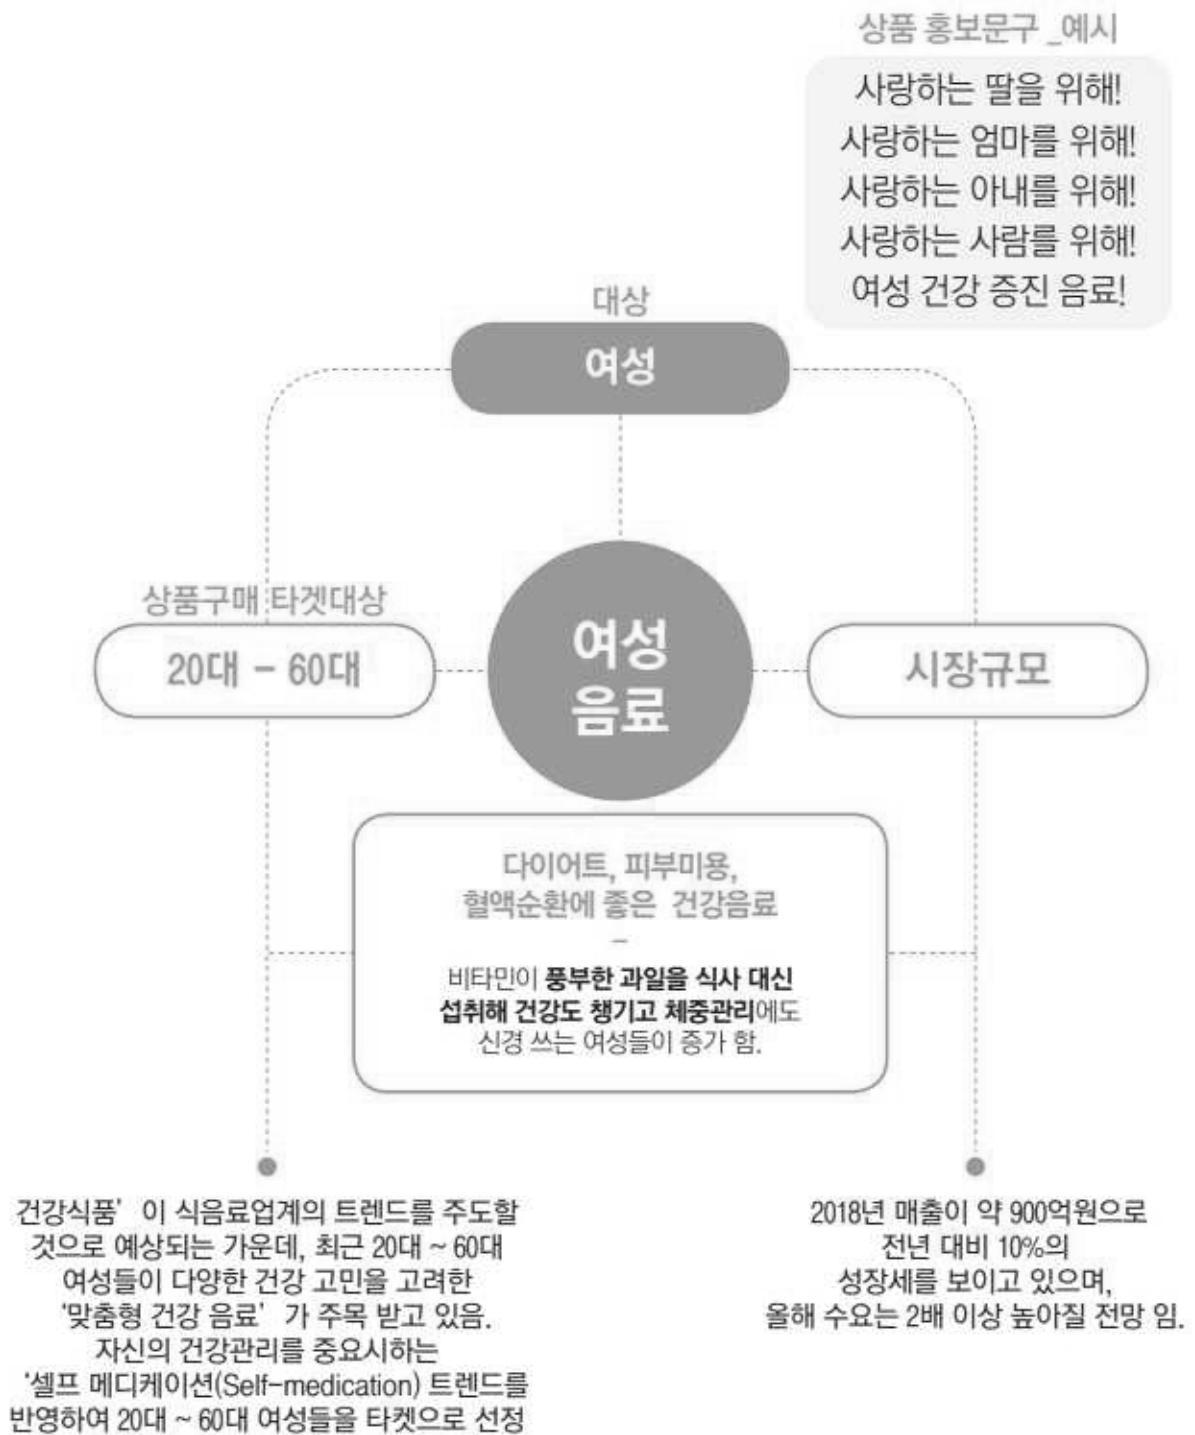 상품 홍보문구 _예시
사랑하는 딸을 위해!
사랑하는 엄마를 위해!
사랑하는 아내를 위해!
사랑하는 사람를 위해!
여성 건강 증진 음료!
대상
여성
상품구매 타겟대상
20대 - 60대
여성
음료
시장규모
다이어트, 피부미용,
혈액순환에 좋은 건강음료
-
비타민이 풍부한 과일을 식사 대신
섭취해 건강도 챙기고 체중관리에도
신경 쓰는 여성들이 증가 함.
건강식품’ 이 식음료업계의 트렌드를 주도할
것으로 예상되는 가운데, 최근 20대 ~ 60대
여성들이 다양한 건강 고민을 고려한
‘맞춤형 건강 음료’ 가 주목 받고 있음.
자신의 건강관리를 중요시하는
‘셀프 메디케이션(Self-medication) 트렌드를
반영하여 20대 ~ 60대 여성들을 타켓으로 선정
2018년 매출이 약 900억원으로
전년 대비 10%의
성장세를 보이고 있으며,
올해 수요는 2배 이상 높아질 전망 임.